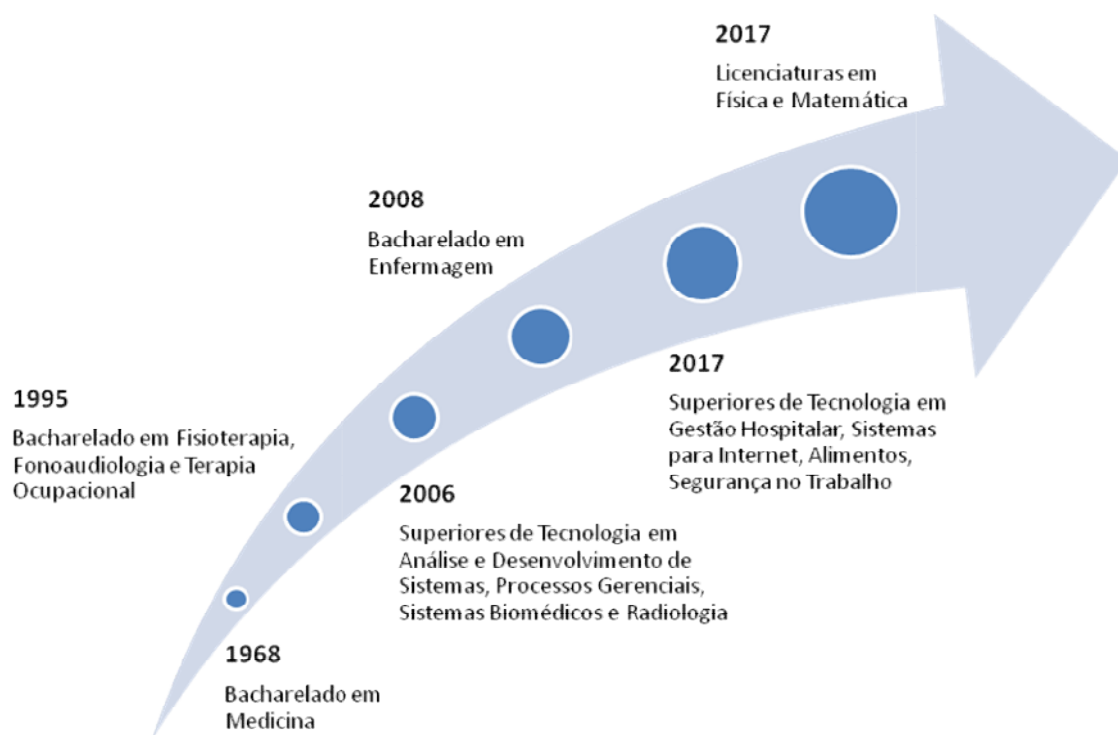 2017
Licenciaturas em
Física e Matemática
2008
Bacharelado em
Enfermagem
2017
Superiores de Tecnologia em
Gestão Hospitalar, Sistemas
para Internet, Alimentos,
Segurança no Trabalho
1995
Bacharelado em Fisioterapia,
Fonoaudiologia e Terapia
Ocupacional
2006
Superiores de Tecnologia em
Análise e Desenvolvimento de
Sistemas, Processos Gerenciais,
Sistemas Biomédicos e Radiologia
1968
Bacharelado em
Medicina